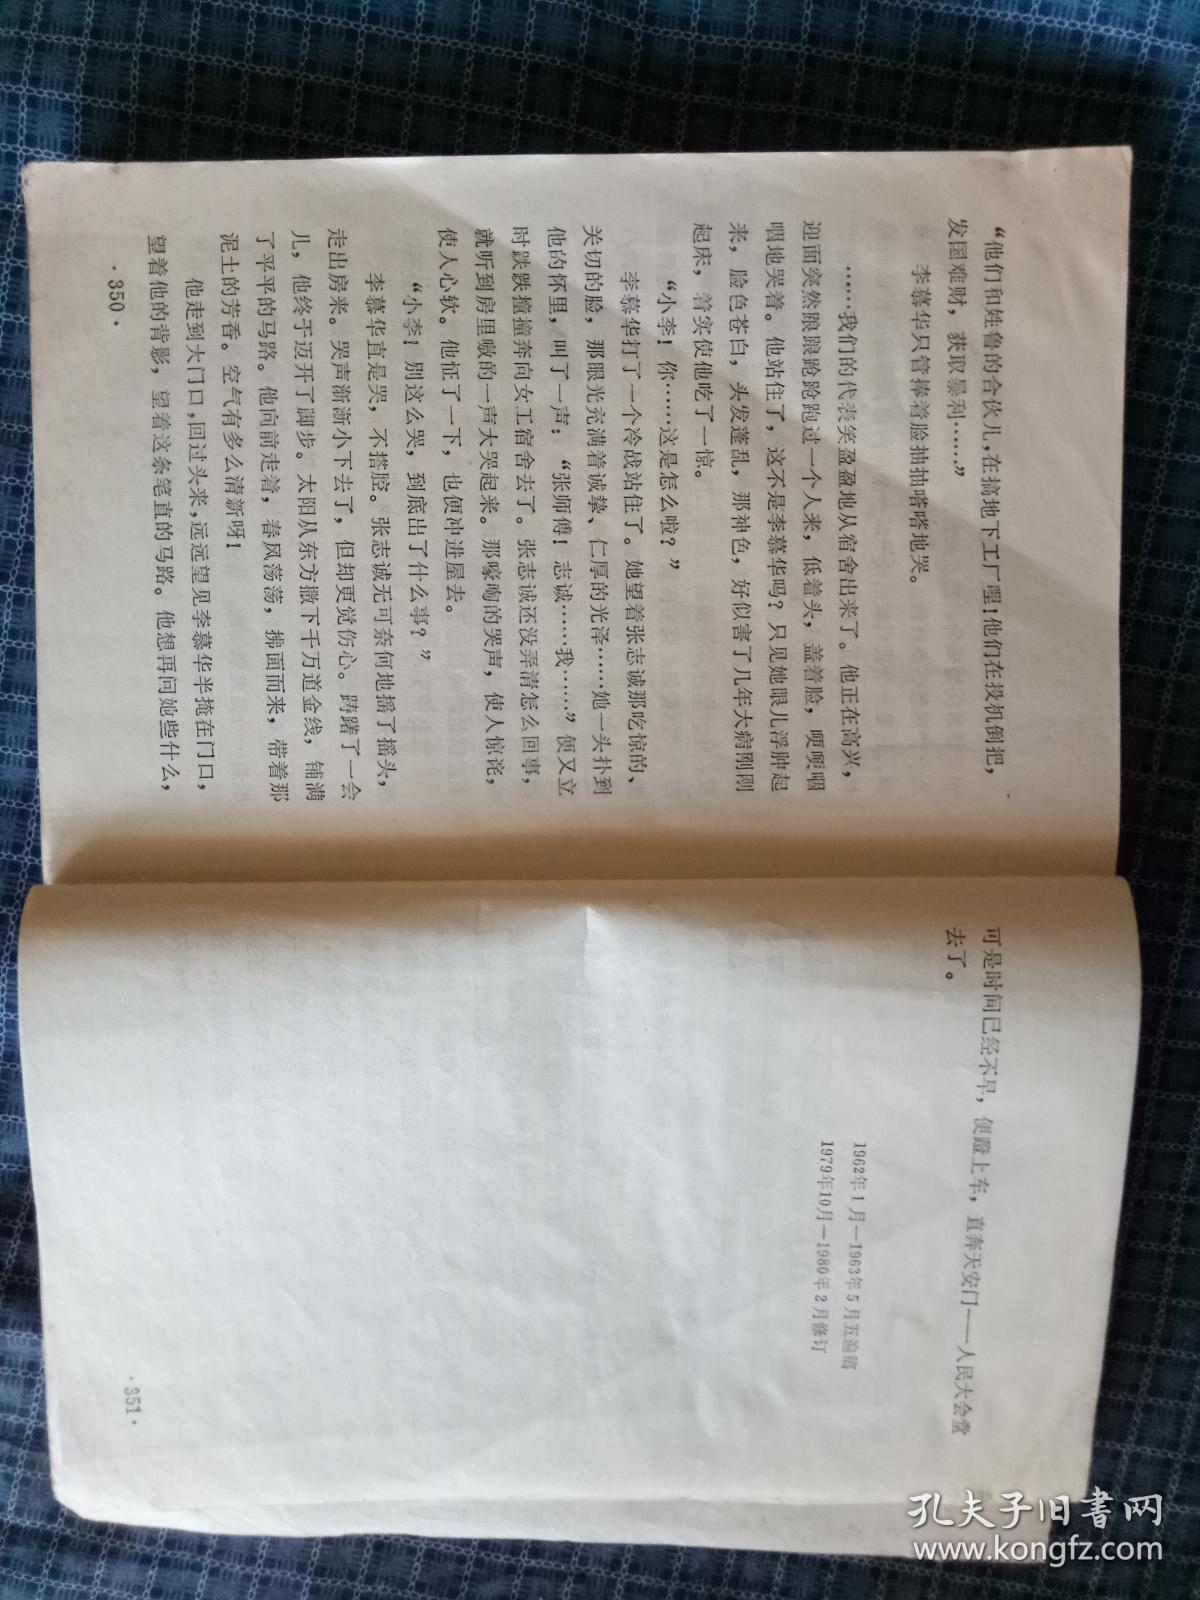 “他们和姓鲁的合伙儿，在搞地下工厂哩！他们在投机倒把，
发国难财，获取暴利……”
李慕华只管捧着脸抽抽嗒嗒地哭。
………我们的代表笑盈盈地从宿舍出来了。他正在高兴，
迎面突然踉踉跄跄跑过一个人来，低着头，盖着脸，哽哽咽
咽地哭着。他站住了，这不是李慕华吗？只见她眼儿浮肿起
来，脸色苍白，头发蓬乱，那神色，好似害了几年大病刚刚
起床，着实使他吃了一惊。
“小李！你……这是怎么啦？”
李慕华打了一个冷战站住了。她望着张志诚那吃惊的、
关切的脸，那眼光充满着诚挚、仁厚的光泽……她一头扑到
他的怀里，叫了一声：“张师傅！志诚……我……”便又立
时跌跌撞撞奔向女工宿舍去了。张志诚还没弄清怎么回事，
就听到房里嗷的一声大哭起来。那嚎啕的哭声，使人惊诧，
使人心软。他怔了一下，也便冲进屋去。
“小李！别这么哭，到底出了什么事？”
李慕华直是哭，不搭腔。张志诚无可奈何地摇了摇头，
走出房来。哭声渐渐小下去了，但却更觉伤心。踌躇了一会
儿，他终于迈开了脚步。太阳从东方撒下千万道金线，铺满
了平平的马路。他向前走着，春风荡荡，拂面而来，带着那
泥土的芳香。空气有多么清新呀！
他走到大门口，回过头来，远远望见李慕华半掩在门口，
望着他的背影，望着这条笔直的马路。他想再问她些什么，
·350·
可是时间已经不早，便蹬上车，直奔天安门——人民大会堂
去了。
1962年1月—1963年5月五遍稿
1979年10月—1980年2月修订
·351·
孔夫子旧书网
www.kongfz.com